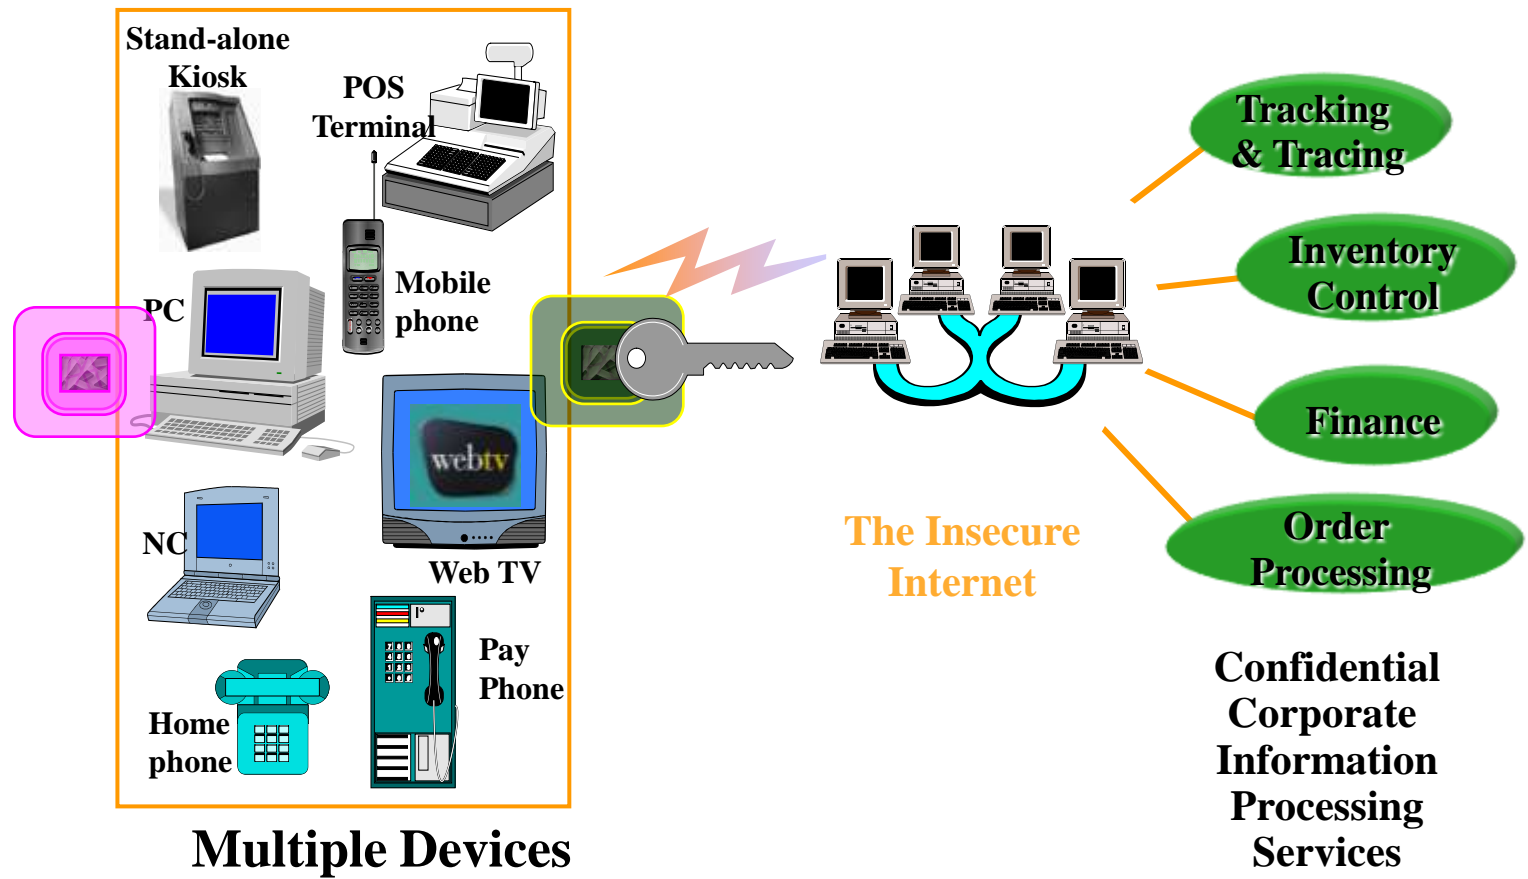 Stand-alone
Kiosk
POS
Terminal
Mobile
phone
PC
webtv
NC
Web TV
Pay
Phone
Home
phone
Multiple Devices
The Insecure
Internet
Tracking
& Tracing
Inventory
Control
Finance
Order
Processing
Confidential
Corporate
Information
Processing
Services